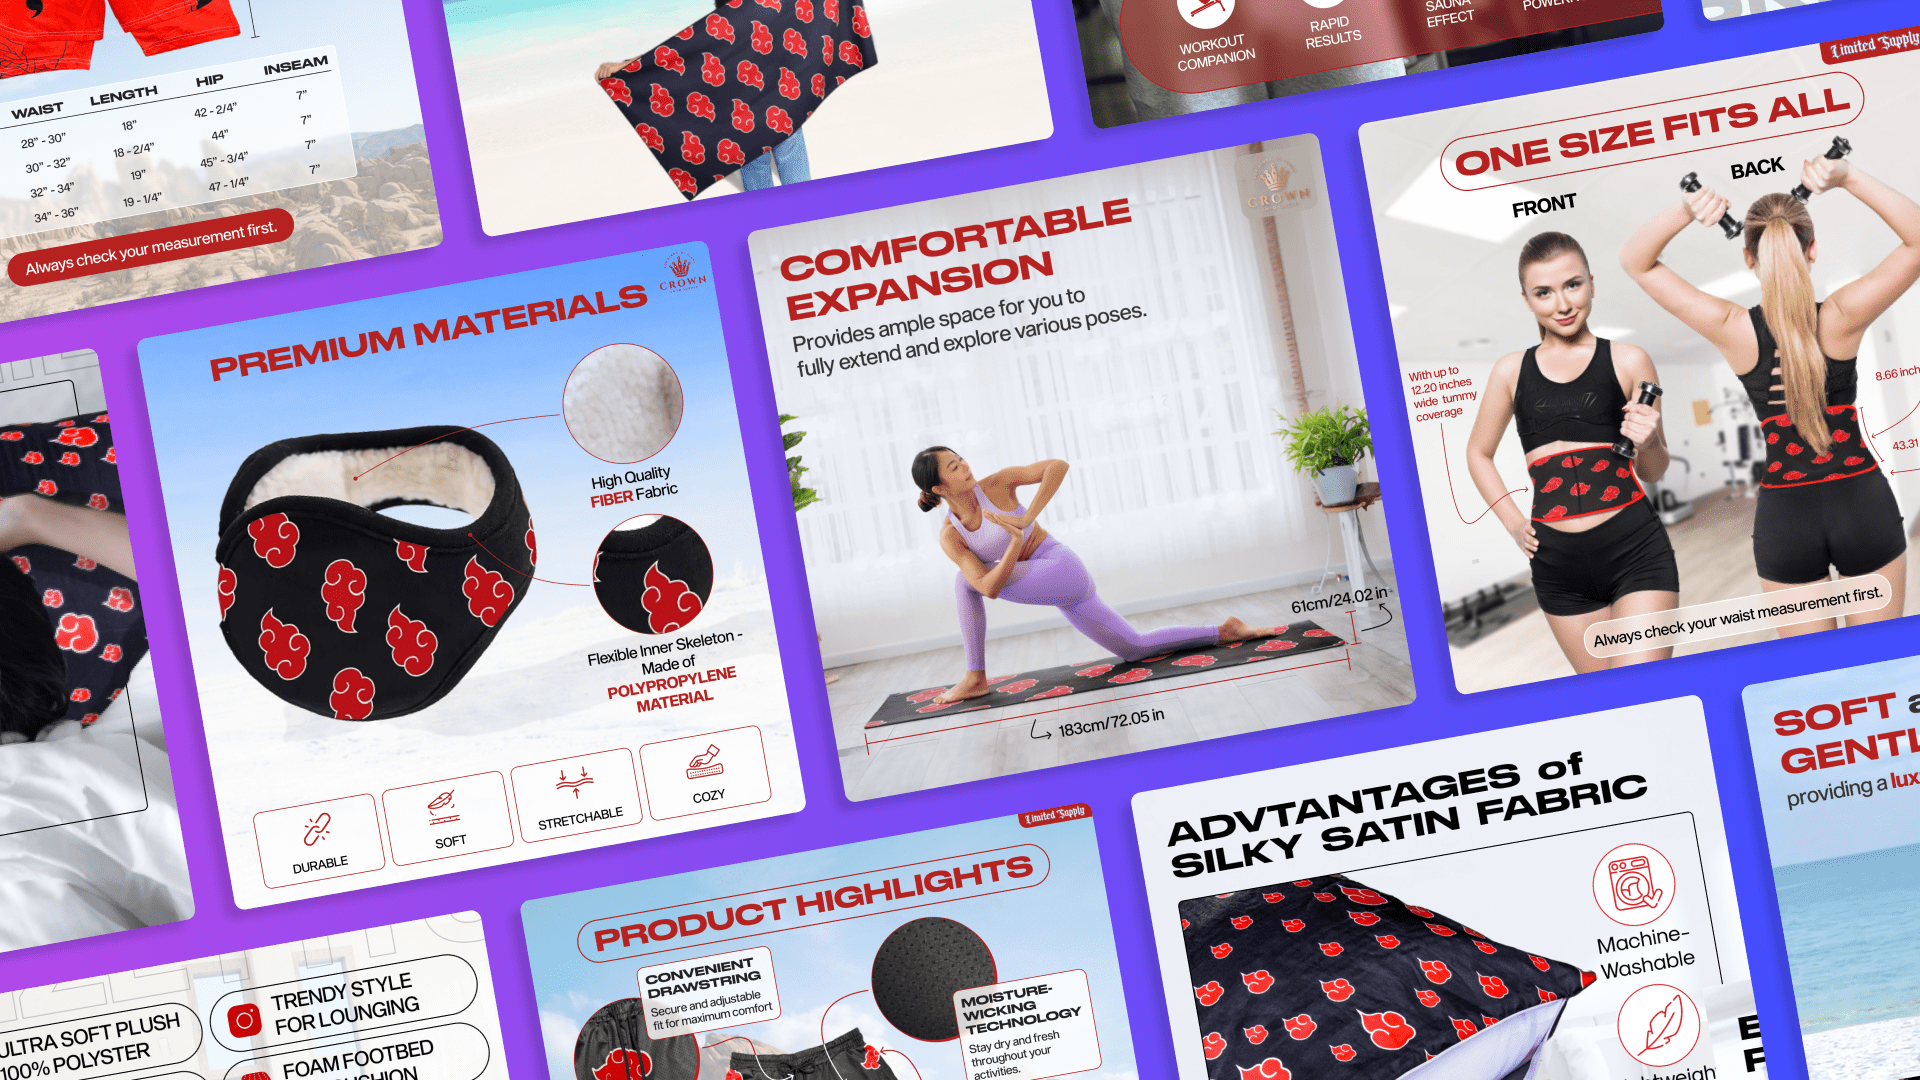 WAIST LENGTH HIP INSEAM
28” - 30” 18” 42 - 2/4” 7”
30” - 32” 18 - 2/4” 44” 7”
32” - 34” 19” 45” - 3/4” 7”
34” - 36” 19 - 1/4” 47 - 1/4” 7”
Always check your measurement first.
WORKOUT
COMPANION
RAPID
RESULTS
SAUNA
EFFECT
Limited Supply
ONE SIZE FITS ALL
FRONT
BACK
With up to
12.20 inches
wide tummy
coverage
8.66 inch
43.31
Always check your waist measurement first.
CROWN
COMFORTABLE
EXPANSION
Provides ample space for you to
fully extend and explore various poses.
61cm/24.02 in
183cm/72.05 in
CROWN
PREMIUM MATERIALS
High Quality
FIBER Fabric
Flexible Inner Skeleton -
Made of
POLYPROPYLENE
MATERIAL
DURABLE
SOFT
STRETCHABLE
COZY
Limited Supply
PRODUCT HIGHLIGHTS
CONVENIENT
DRAWSTRING
Secure and adjustable
fit for maximum comfort
MOISTURE-
WICKING
TECHNOLOGY
Stay dry and fresh
throughout your
activities.
ADVTANTAGES of
SILKY SATIN FABRIC
Machine-
Washable
SOFT
GENTL
providing a lux
ULTRA SOFT PLUSH
100% POLYSTER
TRENDY STYLE
FOR LOUNGING
FOAM FOOTBED